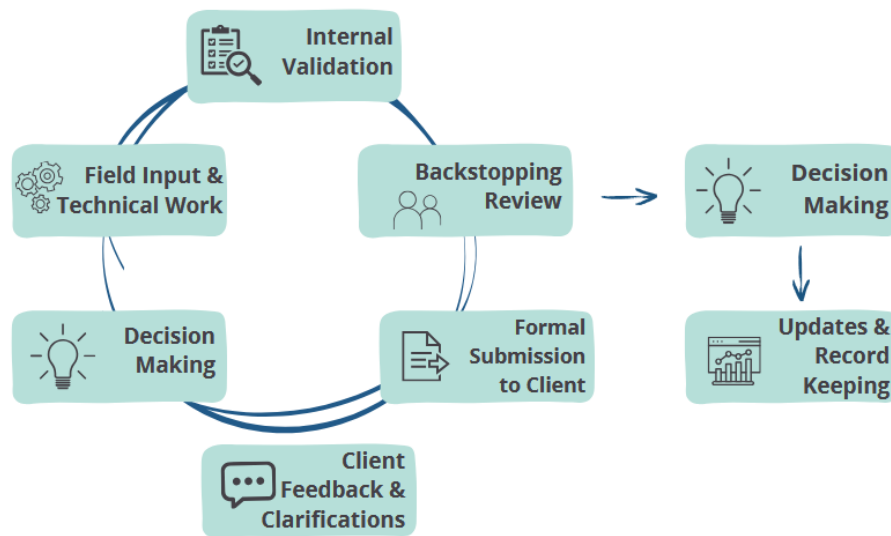 Internal
Validation
Field Input &
Technical Work
Backstopping
Review
Decision
Making
Decision
Making
Formal
Submission
to Client
Updates &
Record
Keeping
Client
Feedback &
Clarifications